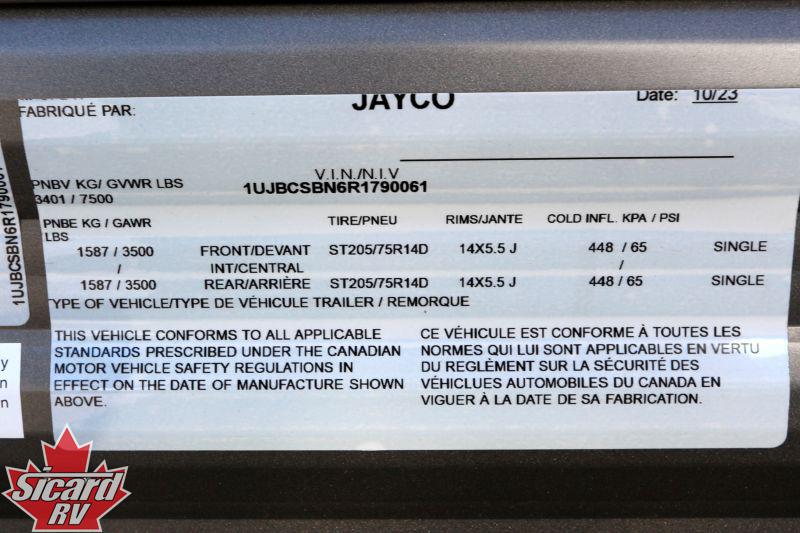 JAYCO
Date: 10/23
FABRIQUÉ PAR:
V.I.N./N.I.V
PNBV KG/ GVWR LBS
1UJBCSBN6R1790061
3401 / 7500
PNBE KG / GAWR
LBS
TIRE/PNEU
RIMS/JANTE
COLD INFL. KPA / PSI
1587 / 3500 FRONT/DEVANT ST205/75R14D 14X5.5 J 448 / 65 SINGLE
/ INT/CENTRAL /
1587 / 3500 REAR/ARRIÈRE ST205/75R14D 14X5.5 J 448 / 65 SINGLE
TYPE OF VEHICLE/TYPE DE VÉHICULE TRAILER / REMORQUE
THIS VEHICLE CONFORMS TO ALL APPLICABLE
STANDARDS PRESCRIBED UNDER THE CANADIAN
MOTOR VEHICLE SAFETY REGULATIONS IN
EFFECT ON THE DATE OF MANUFACTURE SHOWN
ABOVE.
CE VÉHICULE EST CONFORME À TOUTES LES
NORMES QUI LUI SONT APPLICABLES EN VERTU
DU REGLÈMENT SUR LA SÉCURITÉ DES
VÉHICLUES AUTOMOBILES DU CANADA EN
VIGUER À LA DATE DE SA FABRICATION.
1UJBCSBN6R1790061
y
n
n
Sicard
RV